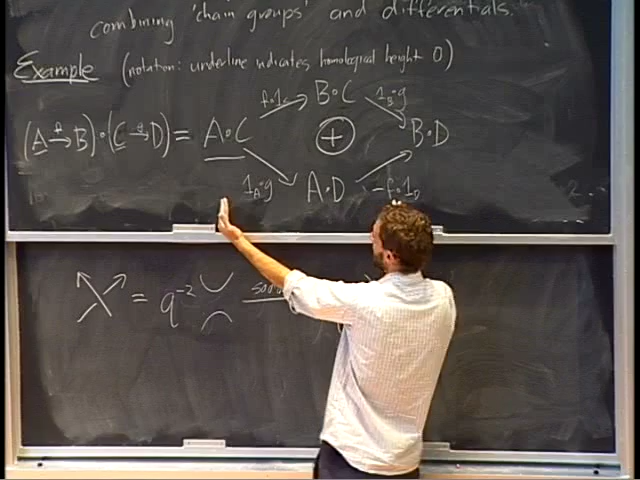 combining 'chain groups' and differentials.
Example (notation: underline indicates homological height 0)
f·1_C B·C 1_B·g
(A →f B)·(C →g D) = A·C ⊕ B·D
1_A·g A·D -f·1_D
= q^-2